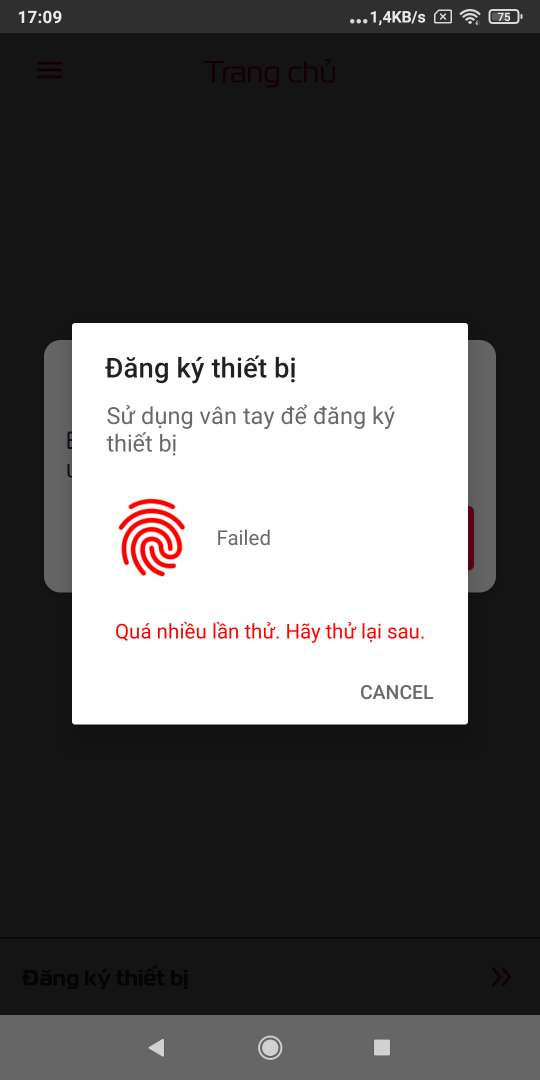 17:09
...1,4KB/s
75
Trang chủ
Đăng ký thiết bị
Sử dụng vân tay để đăng ký
thiết bị
Failed
Quá nhiều lần thử. Hãy thử lại sau.
CANCEL
Đăng ký thiết bị